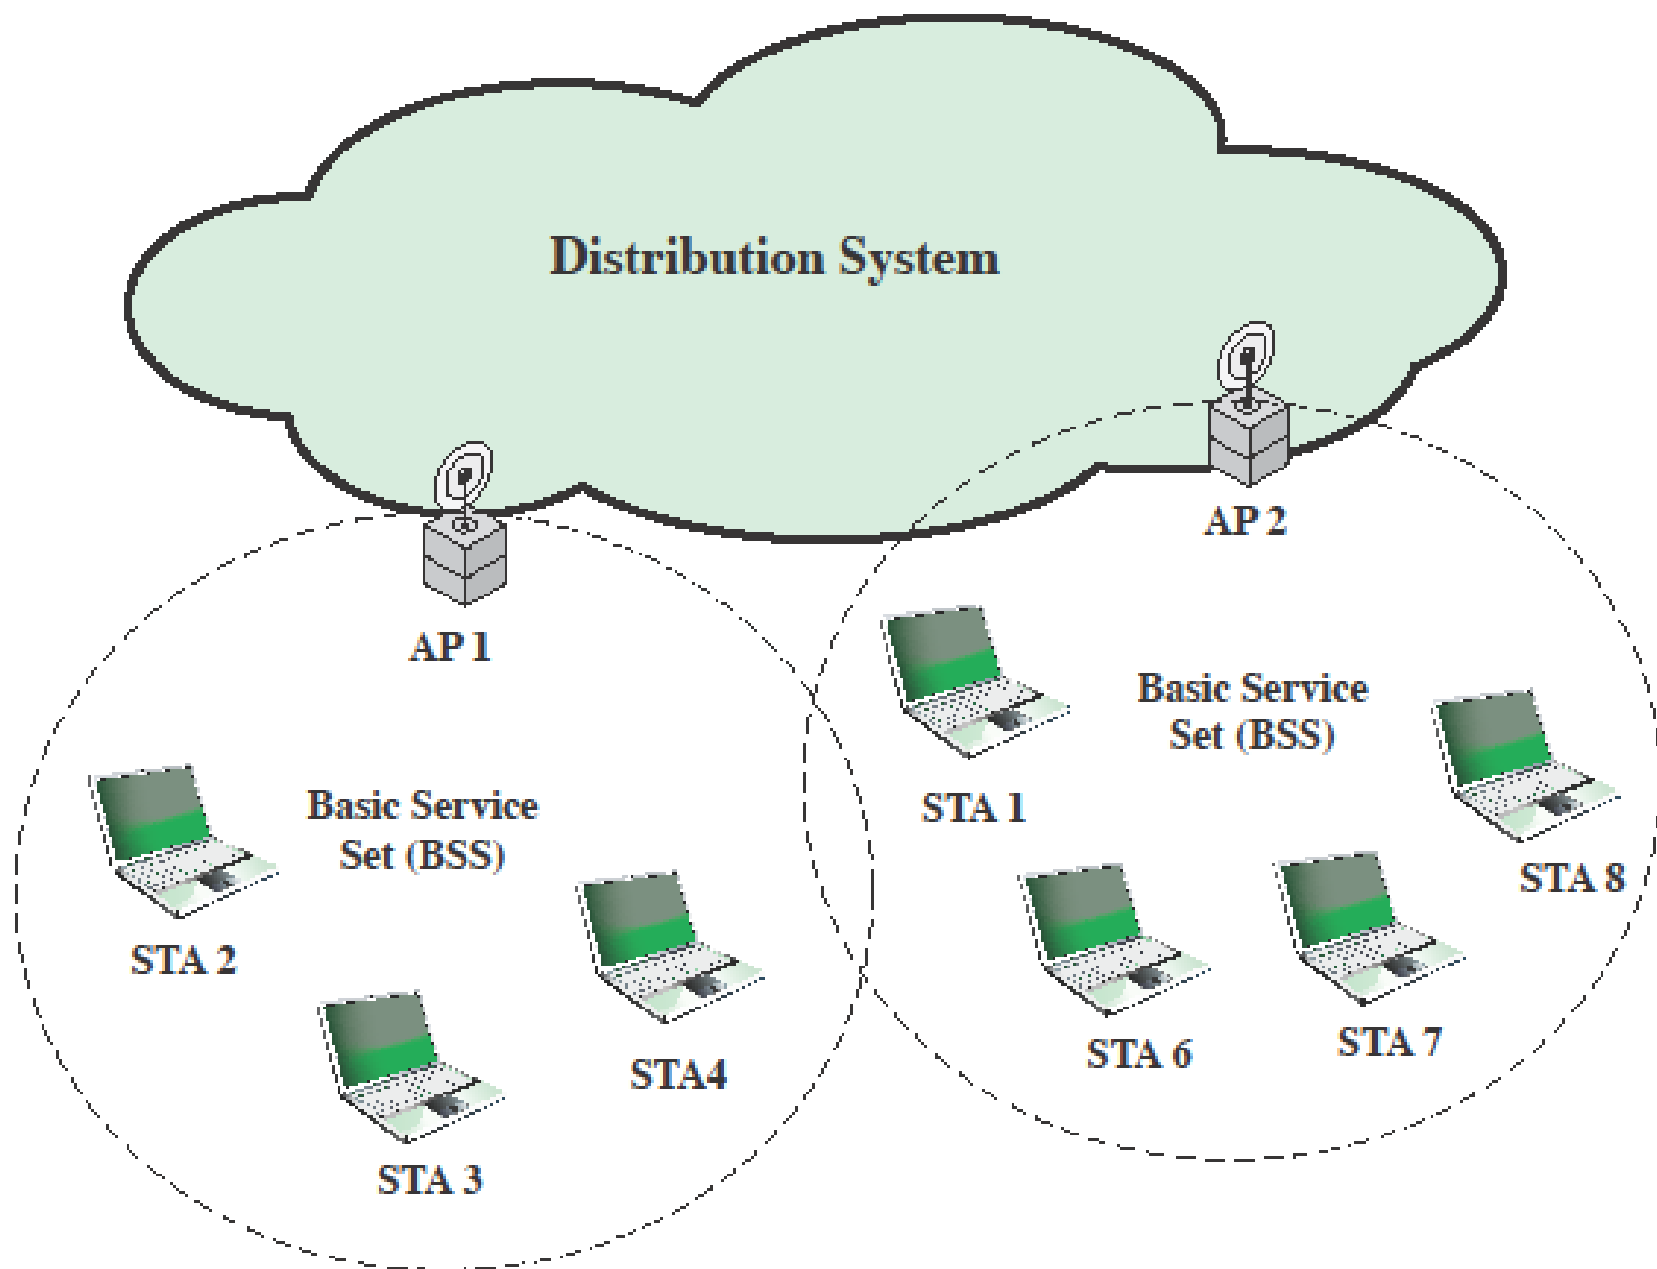 Distribution System
AP 2
AP 1
Basic Service
Set (BSS)
STA 1
STA 8
Basic Service
Set (BSS)
STA 2
STA 6
STA 7
STA4
STA 3